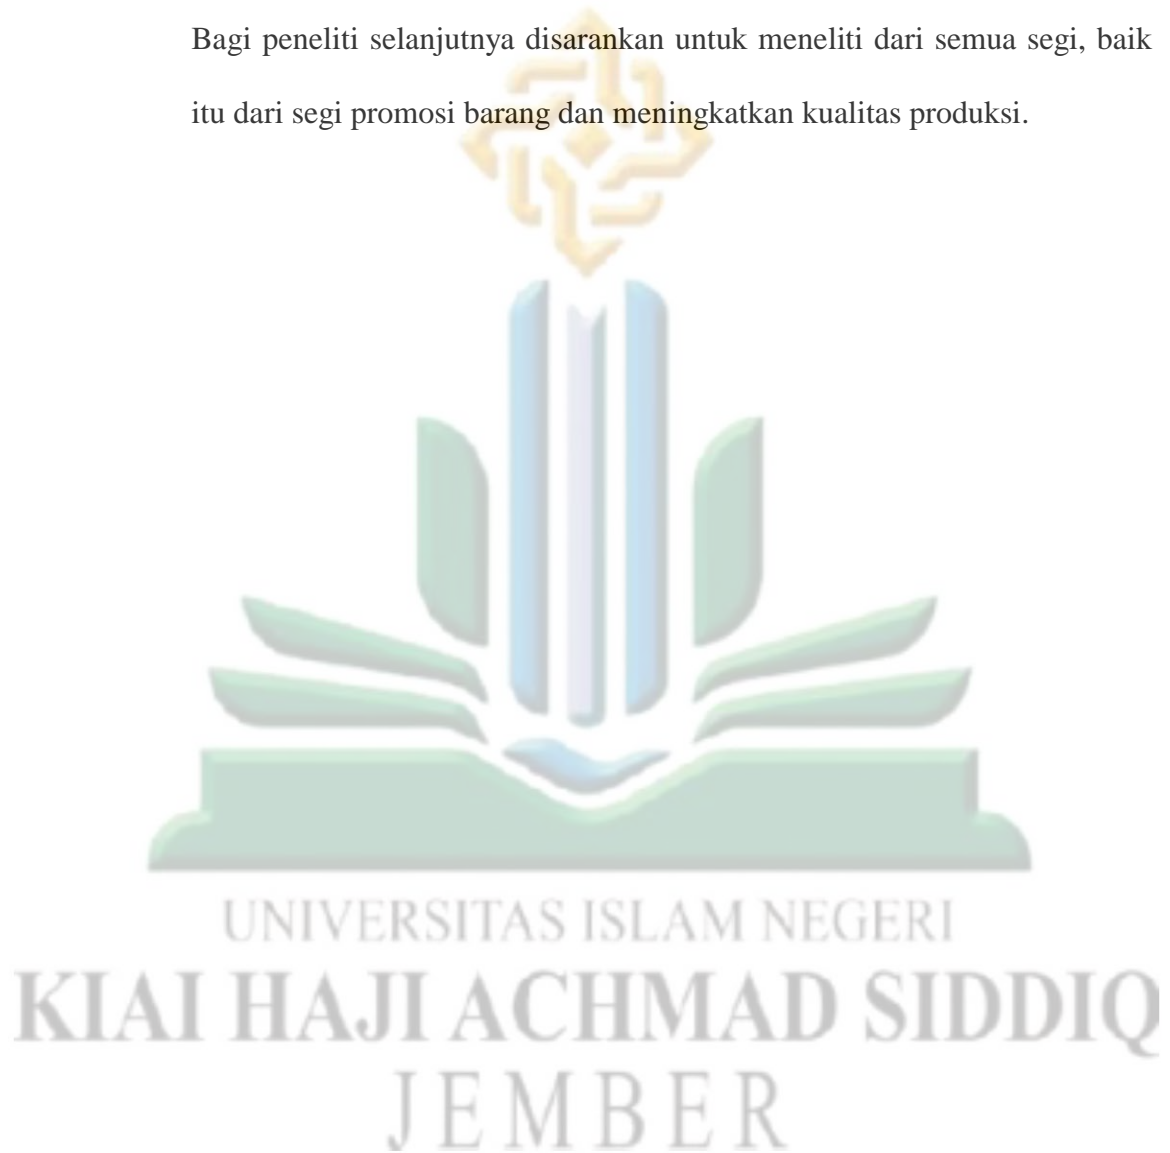 Bagi peneliti selanjutnya disarankan untuk meneliti dari semua segi, baik
itu dari segi promosi barang dan meningkatkan kualitas produksi.
UNIVERSITAS ISLAM NEGERI
KIAI HAJI ACHMAD SIDDIQ
JEMBER